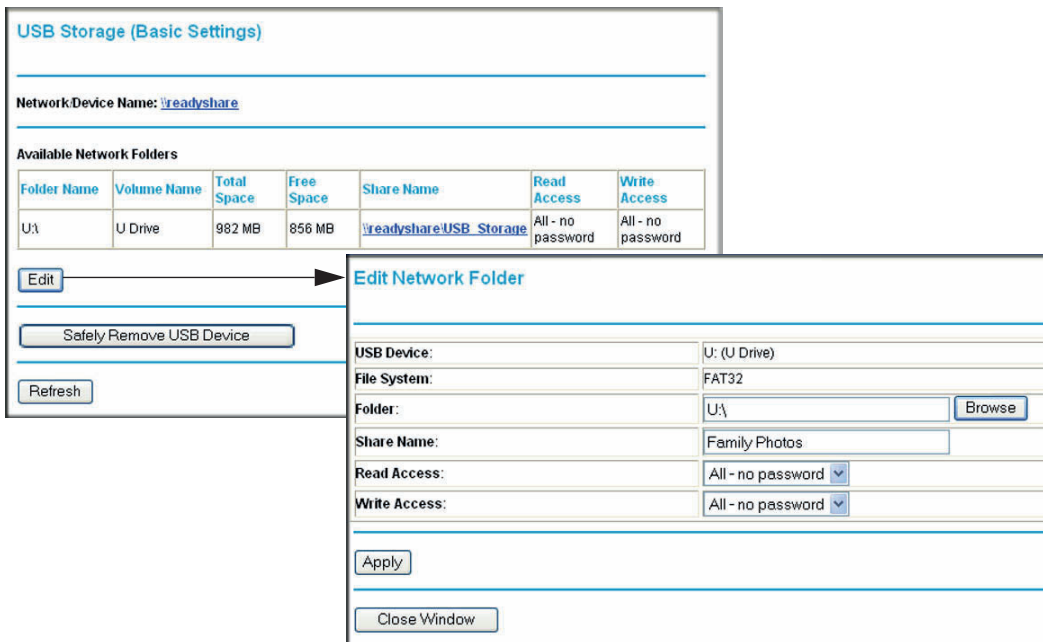 USB Storage (Basic Settings)
Network/Device Name: \\readyshare
Available Network Folders
Folder Name Volume Name Total Space Free Space Share Name Read Access Write Access
U:\ U Drive 982 MB 856 MB \\readyshare\USB_Storage All - no password All - no password
Edit
Safely Remove USB Device
Refresh
Edit Network Folder
USB Device: U: (U Drive)
File System: FAT32
Folder: U:\ Browse
Share Name: Family Photos
Read Access: All - no password
Write Access: All - no password
Apply
Close Window